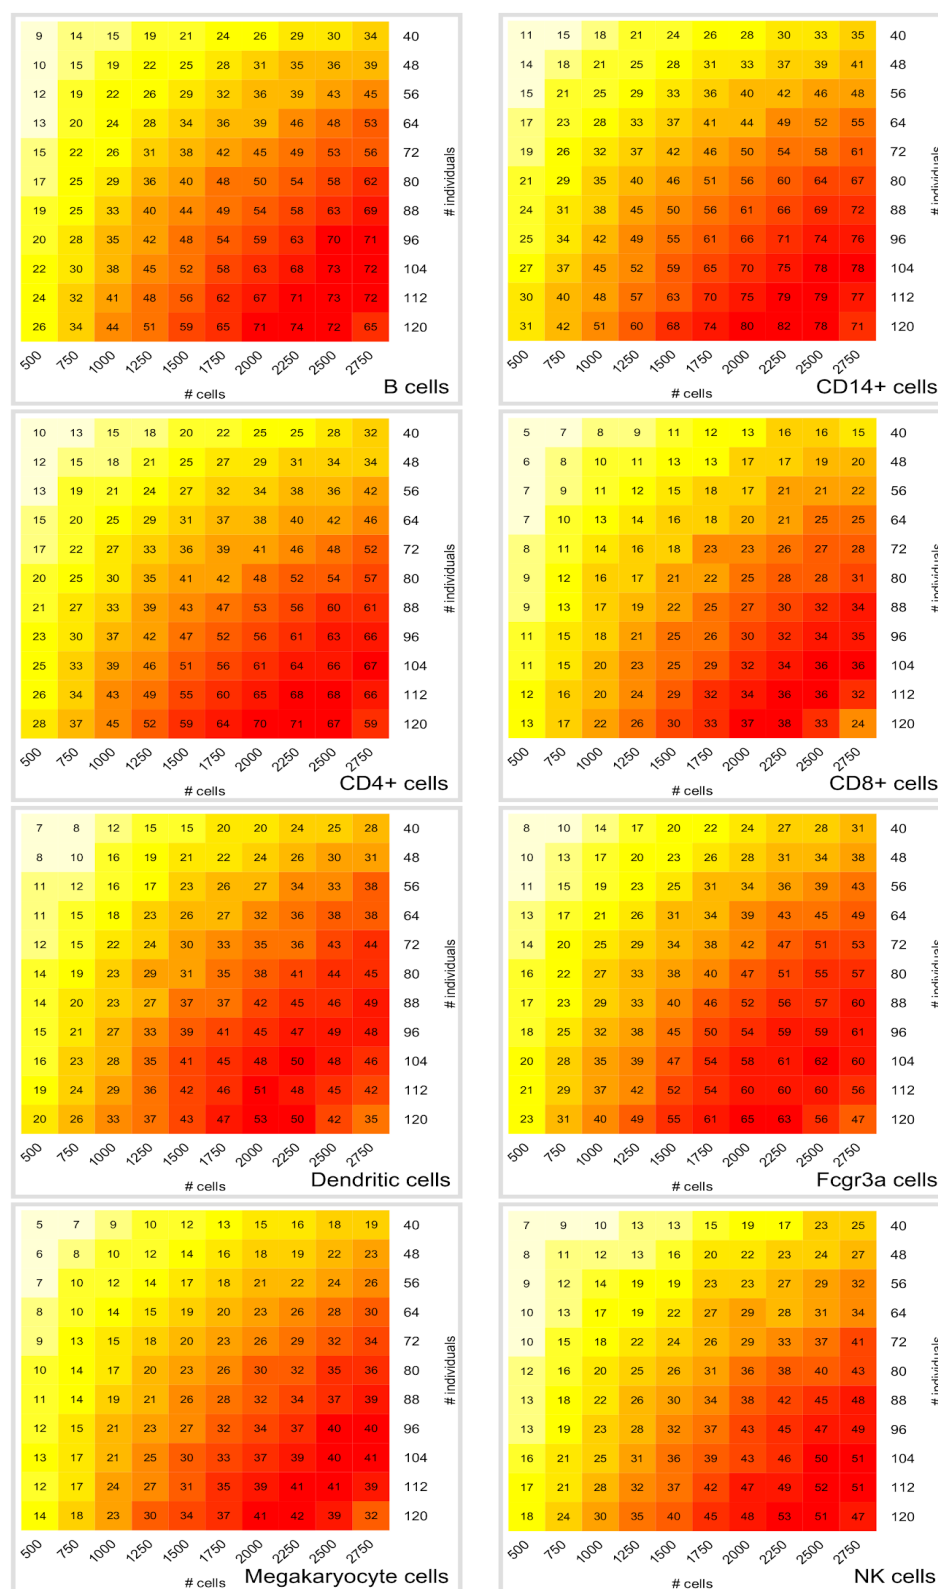 9 14 15 19 21 24 26 29 30 34 40
10 15 19 22 25 28 31 35 36 39 48
12 19 22 26 29 32 36 39 43 45 56
13 20 24 28 34 36 39 46 48 53 64
15 22 26 31 38 42 45 49 53 56 72
17 25 29 36 40 48 50 54 58 62 80
19 25 33 40 44 49 54 58 63 69 88
20 28 35 42 48 54 59 63 70 71 96
22 30 38 45 52 58 63 68 73 72 104
24 32 41 48 56 62 67 71 73 72 112
26 34 44 51 59 65 71 74 72 65 120
# individuals
500 750 1000 1250 1500 1750 2000 2250 2500 2750
# cells
B cells
11 15 18 21 24 26 28 30 33 35 40
14 18 21 25 28 31 33 37 39 41 48
15 21 25 29 33 36 40 42 46 48 56
17 23 28 33 37 41 44 49 52 55 64
19 26 32 37 42 46 50 54 58 61 72
21 29 35 40 46 51 56 60 64 67 80
24 31 38 45 50 56 61 66 69 72 88
25 34 42 49 55 61 66 71 74 76 96
27 37 45 52 59 65 70 75 78 78 104
30 40 48 57 63 70 75 79 79 77 112
31 42 51 60 68 74 80 82 78 71 120
# individuals
500 750 1000 1250 1500 1750 2000 2250 2500 2750
# cells
CD14+ cells
10 13 15 18 20 22 25 25 28 32 40
12 15 18 21 25 27 29 31 34 34 48
13 19 21 24 27 32 34 38 36 42 56
15 20 25 29 31 37 38 40 42 46 64
17 22 27 33 36 39 41 46 48 52 72
20 25 30 35 41 42 48 52 54 57 80
21 27 33 39 43 47 53 56 60 61 88
23 30 37 42 47 52 56 61 63 66 96
25 33 39 46 51 56 61 64 66 67 104
26 34 43 49 55 60 65 68 68 66 112
28 37 45 52 59 64 70 71 67 59 120
# individuals
500 750 1000 1250 1500 1750 2000 2250 2500 2750
# cells
CD4+ cells
5 7 8 9 11 12 13 16 16 15 40
6 8 10 11 13 13 17 17 19 20 48
7 9 11 12 15 18 17 21 21 22 56
7 10 13 14 16 18 20 21 25 25 64
8 11 14 16 18 23 23 26 27 28 72
9 12 16 17 21 22 25 28 28 31 80
9 13 17 19 22 25 27 30 32 34 88
11 15 18 21 25 26 30 32 34 35 96
11 15 20 23 25 29 32 34 36 36 104
12 16 20 24 29 32 34 36 36 32 112
13 17 22 26 30 33 37 38 33 24 120
# individuals
500 750 1000 1250 1500 1750 2000 2250 2500 2750
# cells
CD8+ cells
7 8 12 15 15 20 20 24 25 28 40
8 10 16 19 21 22 24 26 30 31 48
11 12 16 17 23 26 27 34 33 38 56
11 15 18 23 26 27 32 36 38 38 64
12 15 22 24 30 33 35 36 43 44 72
14 19 23 29 31 35 38 41 44 45 80
14 20 23 27 37 37 42 45 46 49 88
15 21 27 33 39 41 45 47 49 48 96
16 23 28 35 41 45 48 50 48 46 104
19 24 29 36 42 46 51 48 45 42 112
20 26 33 37 43 47 53 50 42 35 120
# individuals
500 750 1000 1250 1500 1750 2000 2250 2500 2750
# cells
Dendritic cells
8 10 14 17 20 22 24 27 28 31 40
10 13 17 20 23 26 28 31 34 38 48
11 15 19 23 25 31 34 36 39 43 56
13 17 21 26 31 34 39 43 45 49 64
14 20 25 29 34 38 42 47 51 53 72
16 22 27 33 38 40 47 51 55 57 80
17 23 29 33 40 46 52 56 57 60 88
18 25 32 38 45 50 54 59 59 61 96
20 28 35 39 47 54 58 61 62 60 104
21 29 37 42 52 54 60 60 60 56 112
23 31 40 49 55 61 65 63 56 47 120
# individuals
500 750 1000 1250 1500 1750 2000 2250 2500 2750
# cells
Fcgr3a cells
5 7 9 10 12 13 15 16 18 19 40
6 8 10 12 14 16 18 19 22 23 48
7 10 12 14 17 18 21 22 24 26 56
8 10 14 15 19 20 23 26 28 30 64
9 13 15 18 20 23 26 29 32 34 72
10 14 17 20 23 26 30 32 35 36 80
11 14 19 21 26 28 32 34 37 39 88
12 15 21 23 27 32 34 37 40 40 96
13 17 21 25 30 33 37 39 40 41 104
12 17 24 27 31 35 39 41 41 39 112
14 18 23 30 34 37 41 42 39 32 120
# individuals
500 750 1000 1250 1500 1750 2000 2250 2500 2750
# cells
Megakaryocyte cells
7 9 10 13 13 15 19 17 23 25 40
8 11 12 13 16 20 22 23 24 27 48
9 12 14 19 19 23 23 27 29 32 56
10 13 17 19 22 27 29 28 31 34 64
10 15 18 22 24 26 29 33 37 41 72
12 16 20 25 26 31 36 38 40 43 80
13 18 22 26 30 34 38 42 45 48 88
13 19 23 28 32 37 43 45 47 49 96
16 21 25 31 36 39 43 46 50 51 104
17 21 28 32 37 42 47 49 52 51 112
18 24 30 35 40 45 48 53 51 47 120
# individuals
500 750 1000 1250 1500 1750 2000 2250 2500 2750
# cells
NK cells